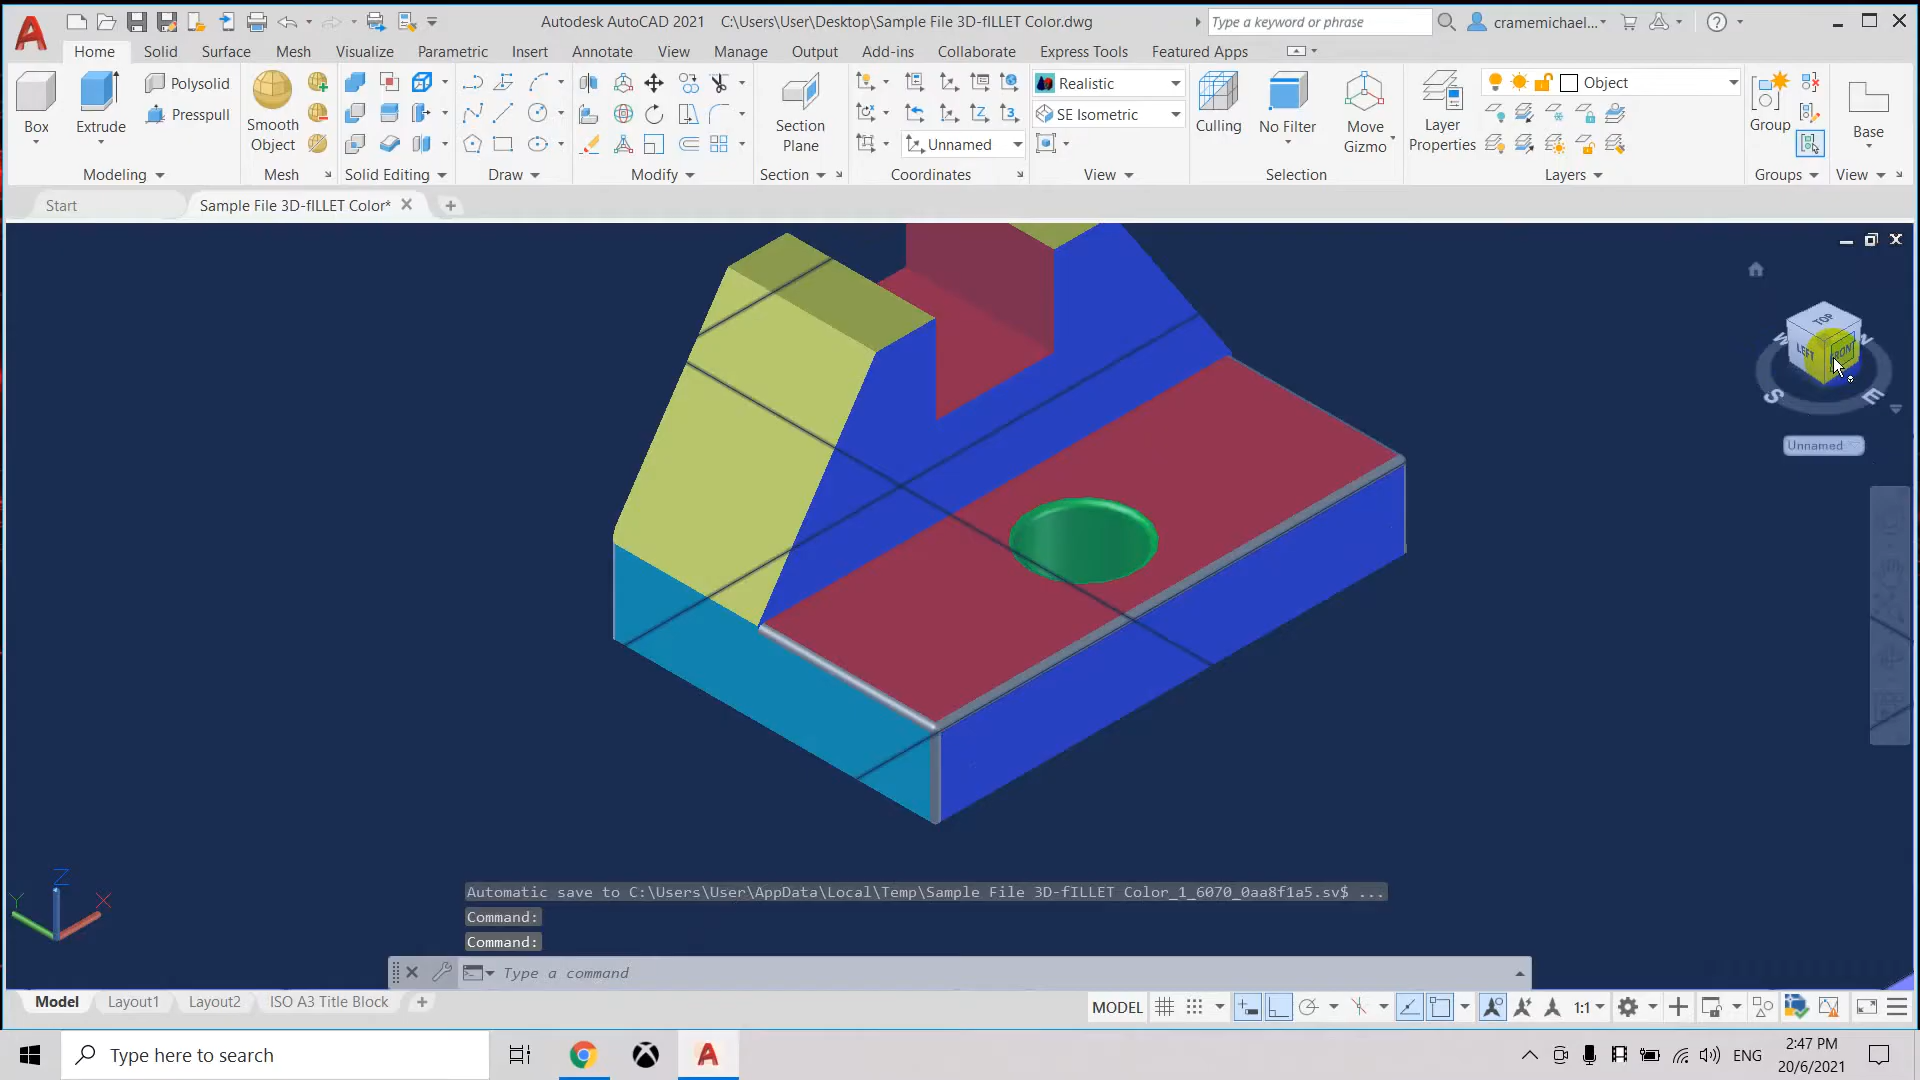 Autodesk AutoCAD 2021 C:\Users\User\Desktop\Sample File 3D-fILLET Color.dwg
Type a keyword or phrase
cramemichael...
Home Solid Surface Mesh Visualize Parametric Insert Annotate View Manage Output Add-ins Collaborate Express Tools Featured Apps
Box
Extrude
Polysolid
Presspull
Smooth Object
Section Plane
Unnamed
Realistic
SE Isometric
Culling
No Filter
Move Gizmo
Layer Properties
Object
Group
Base
Modeling Mesh Solid Editing Draw Modify Section Coordinates View Selection Layers Groups View
Start
Sample File 3D-fILLET Color*
TOP
LEFT
FRONT
W
S
E
Unnamed
Z
Y
X
Automatic save to C:\Users\User\AppData\Local\Temp\Sample File 3D-fILLET Color_1_6070_0aa8f1a5.sv$ ...
Command:
Command:
Type a command
Model Layout1 Layout2 ISO A3 Title Block
MODEL
1:1
Type here to search
ENG
2:47 PM
20/6/2021